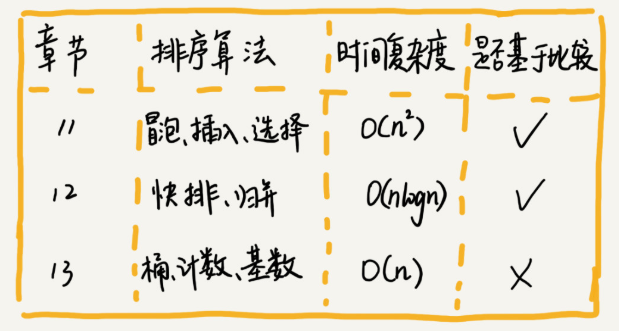 章节 排序算法 时间复杂度 是否基于比较
11 冒泡、插入、选择 O(n²) ✓
12 快排、归并 O(nlogn) ✓
13 桶、计数、基数 O(n) ×